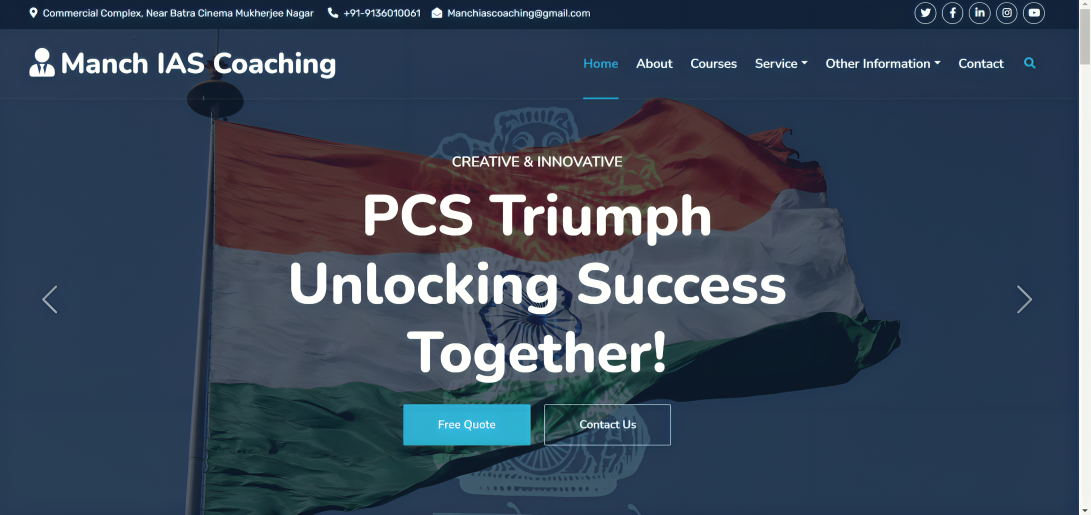 Commercial Complex, Near Batra Cinema Mukherjee Nagar +91-9136010061 Manchiascoaching@gmail.com
Manch IAS Coaching
Home About Courses Service Other Information Contact
CREATIVE & INNOVATIVE
PCS Triumph
Unlocking Success
Together!
Free Quote Contact Us